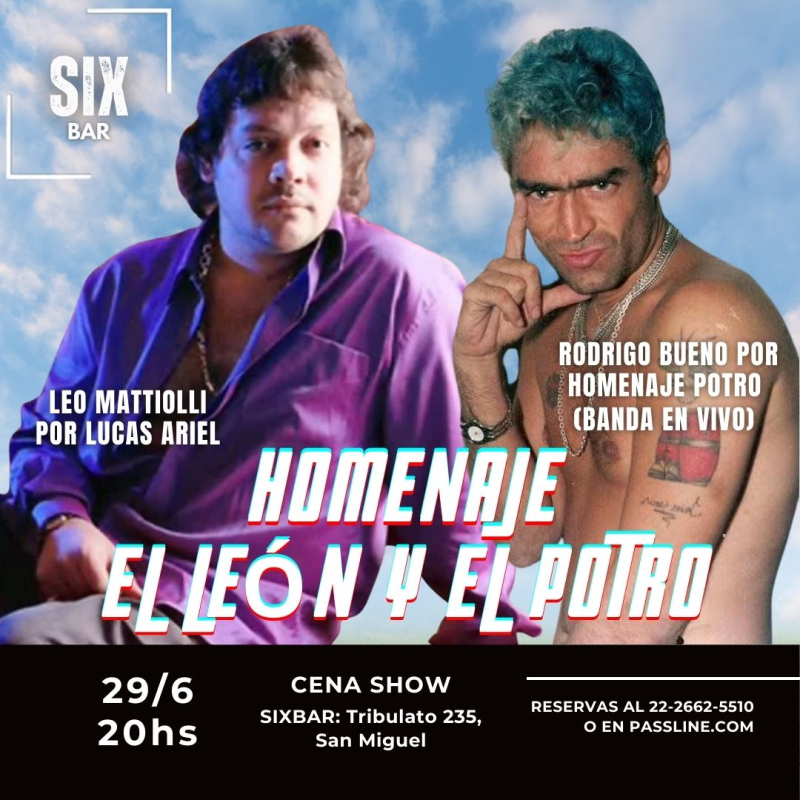 SIX
BAR
LEO MATTIOLLI
POR LUCAS ARIEL
RODRIGO BUENO POR
HOMENAJE POTRO
(BANDA EN VIVO)
HOMENAJE
EL LEÓN Y EL POTRO
29/6
20hs
CENA SHOW
SIXBAR: Tribulato 235,
San Miguel
RESERVAS AL 22-2662-5510
O EN PASSLINE.COM